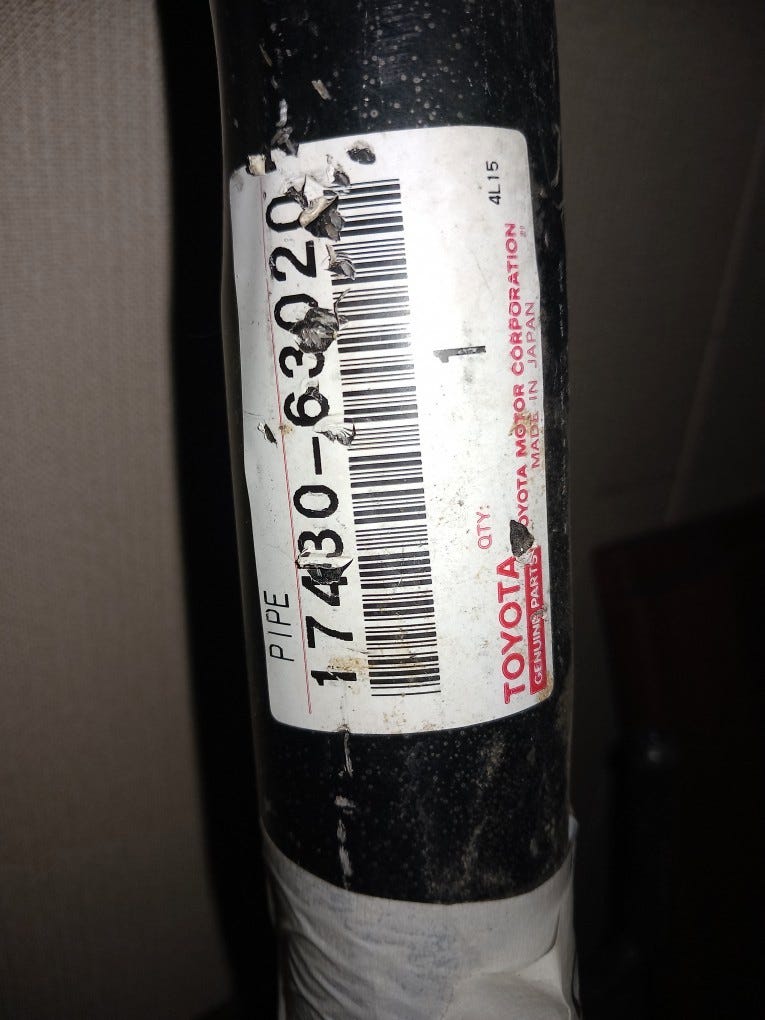 PIPE
17430-63020
QTY:
1
4L15
TOYOTA
TOYOTA MOTOR CORPORATION
GENUINE PARTS
MADE IN JAPAN